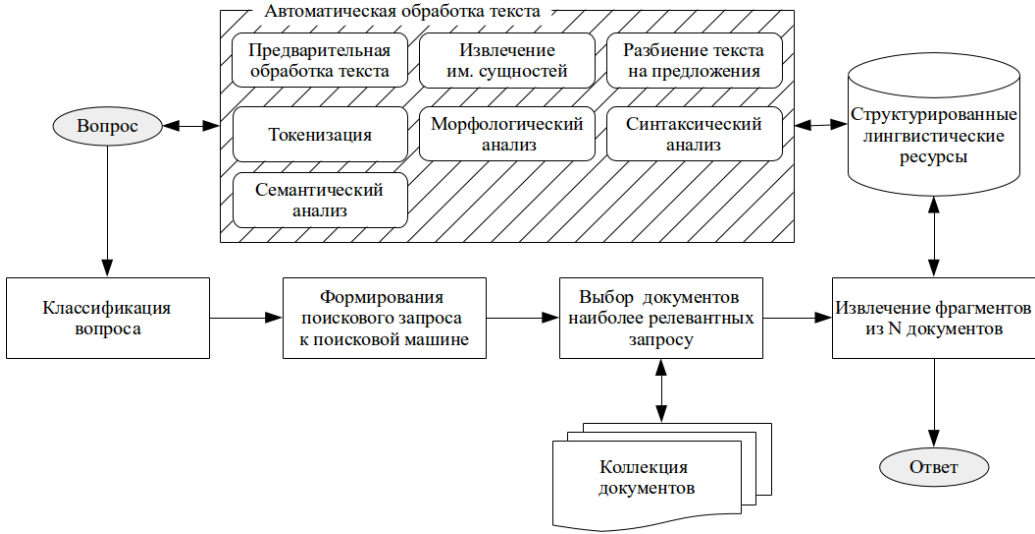 Автоматическая обработка текста
Предварительная
обработка текста
Извлечение
им. сущностей
Разбиение текста
на предложения
Вопрос
Токенизация
Морфологический
анализ
Синтаксический
анализ
Структурированные
лингвистические
ресурсы
Семантический
анализ
Классификация
вопроса
Формирования
поискового запроса
к поисковой машине
Выбор документов
наиболее релевантных
запросу
Извлечение фрагментов
из N документов
Коллекция
документов
Ответ